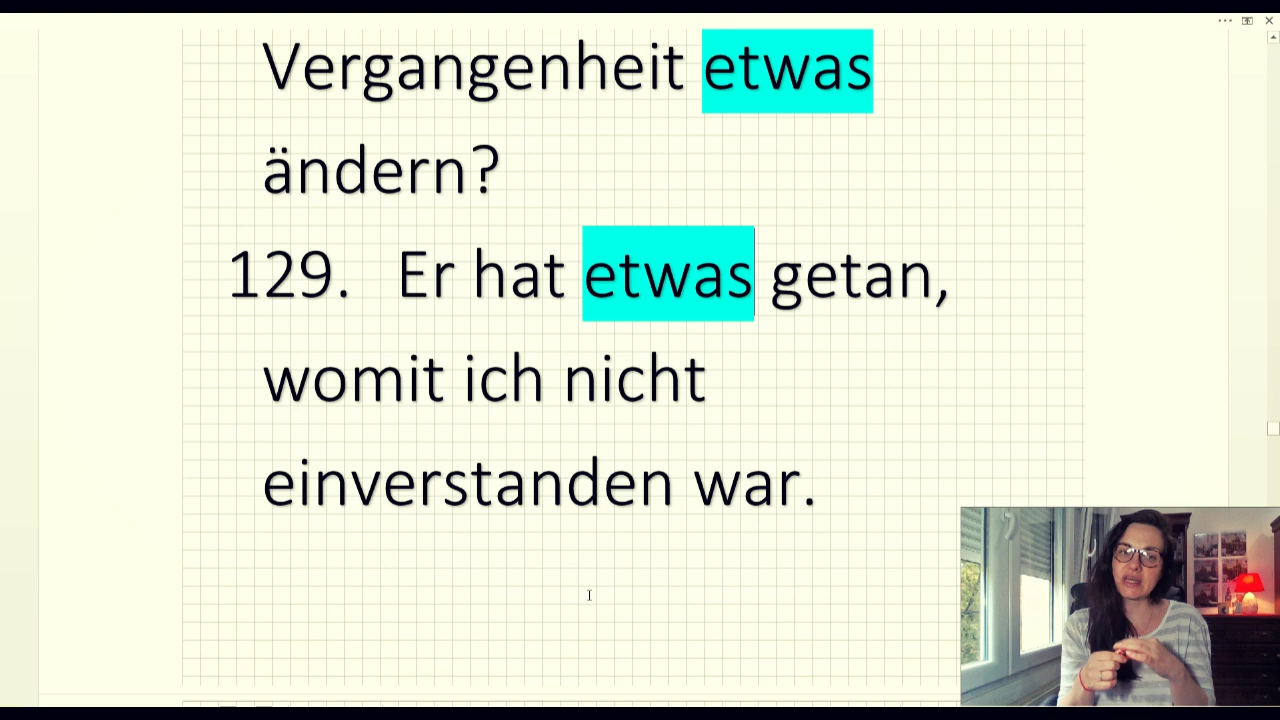 Vergangenheit etwas
ändern?
129. Er hat etwas getan,
womit ich nicht
einverstanden war.